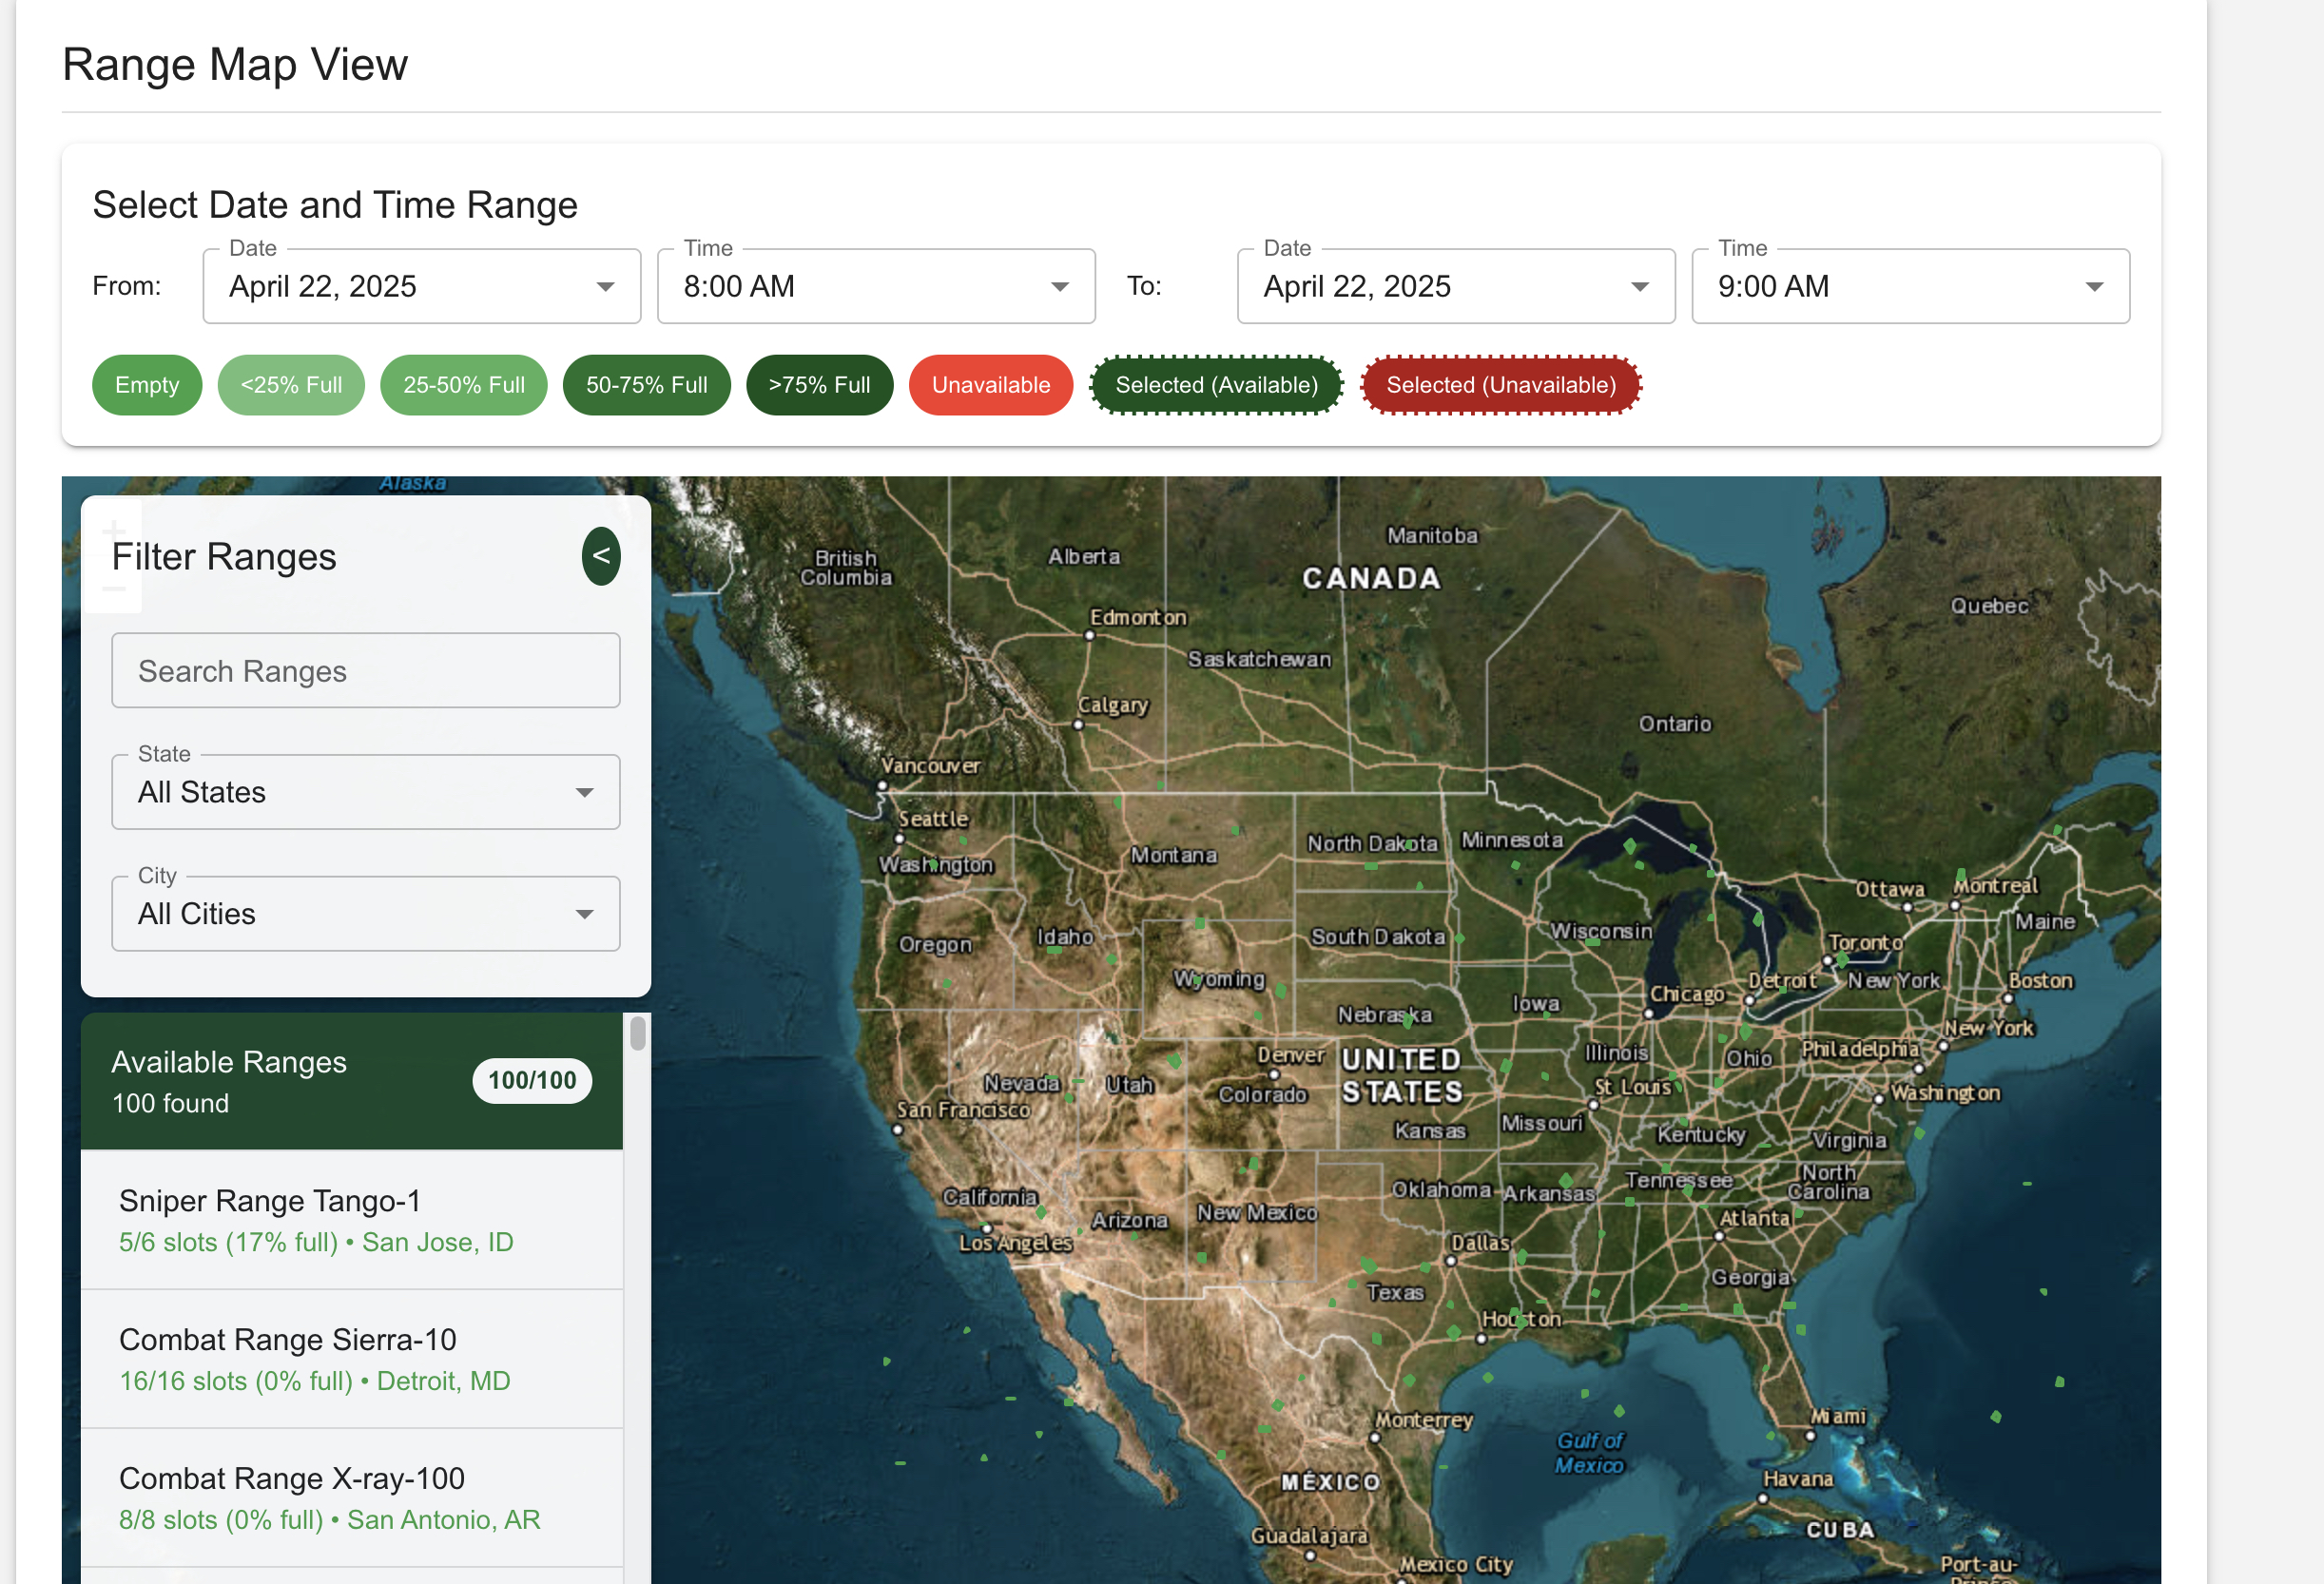 Range Map View
Select Date and Time Range
From:
Date
April 22, 2025
Time
8:00 AM
To:
Date
April 22, 2025
Time
9:00 AM
Empty
<25% Full
25-50% Full
50-75% Full
>75% Full
Unavailable
Selected (Available)
Selected (Unavailable)
Alaska
+
−
Filter Ranges
<
Search Ranges
State
All States
City
All Cities
Available Ranges
100 found
100/100
Sniper Range Tango-1
5/6 slots (17% full) • San Jose, ID
Combat Range Sierra-10
16/16 slots (0% full) • Detroit, MD
Combat Range X-ray-100
8/8 slots (0% full) • San Antonio, AR
British
Columbia
Alberta
Manitoba
CANADA
Quebec
Edmonton
Saskatchewan
Calgary
Ontario
Vancouver
Seattle
Washington
Montana
North Dakota
Minnesota
Ottawa
Montreal
Maine
Oregon
Idaho
South Dakota
Wisconsin
Toronto
Wyoming
Detroit
New York
Boston
Chicago
Iowa
Nebraska
New York
Denver
UNITED
STATES
Illinois
Ohio
Philadelphia
Nevada
Utah
Colorado
St Louis
Washington
San Francisco
Kansas
Missouri
Kentucky
Virginia
California
Oklahoma
Arkansas
Tennessee
North
Carolina
Arizona
New Mexico
Atlanta
Los Angeles
Dallas
Georgia
Texas
Houston
Monterrey
Miami
Gulf of
Mexico
MÉXICO
Havana
Guadalajara
CUBA
Mexico City
Port-au-
Prince